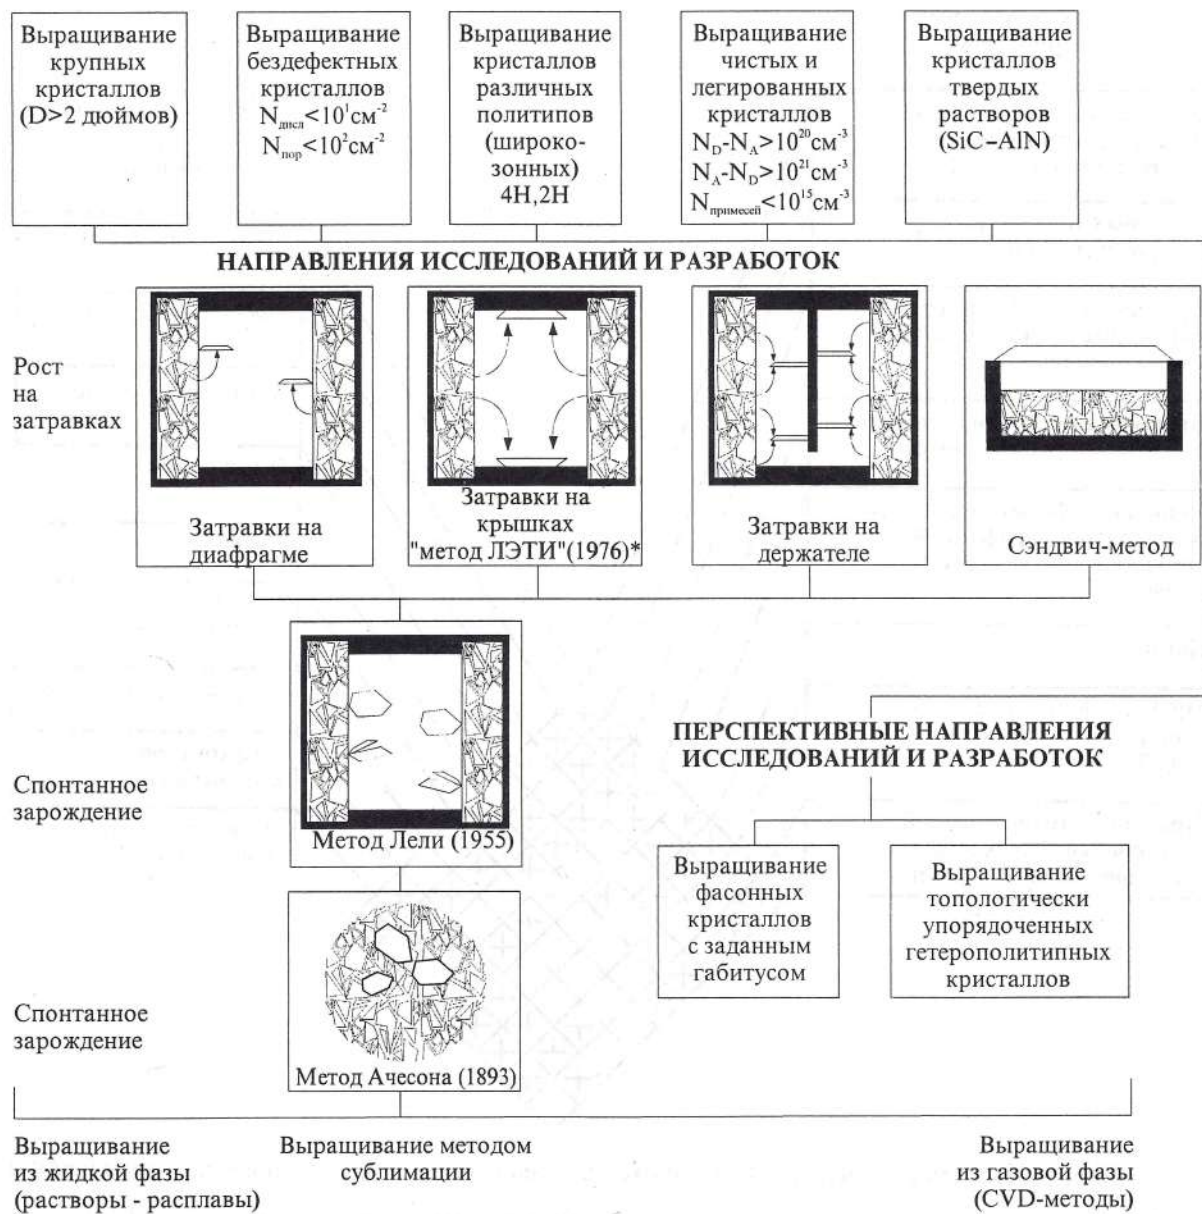 Выращивание
крупных
кристаллов
(D>2 дюймов)
Выращивание
бездефектных
кристаллов
Nдисл<10¹см⁻²
Nпор<10²см⁻²
Выращивание
кристаллов
различных
политипов
(широко-
зонных)
4H,2H
Выращивание
чистых и
легированных
кристаллов
N_D-N_A>10²⁰см⁻³
N_A-N_D>10²¹см⁻³
Nпримесей<10¹⁵см⁻³
Выращивание
кристаллов
твердых
растворов
(SiC–AlN)
НАПРАВЛЕНИЯ ИССЛЕДОВАНИЙ И РАЗРАБОТОК
Рост
на
затравках
Затравки на
диафрагме
Затравки на
крышках
"метод ЛЭТИ"(1976)*
Затравки на
держателе
Сэндвич-метод
Спонтанное
зарождение
Метод Лели (1955)
ПЕРСПЕКТИВНЫЕ НАПРАВЛЕНИЯ
ИССЛЕДОВАНИЙ И РАЗРАБОТОК
Выращивание
фасонных
кристаллов
с заданным
габитусом
Выращивание
топологически
упорядоченных
гетерополитипных
кристаллов
Спонтанное
зарождение
Метод Ачесона (1893)
Выращивание
из жидкой фазы
(растворы - расплавы)
Выращивание методом
сублимации
Выращивание
из газовой фазы
(CVD-методы)